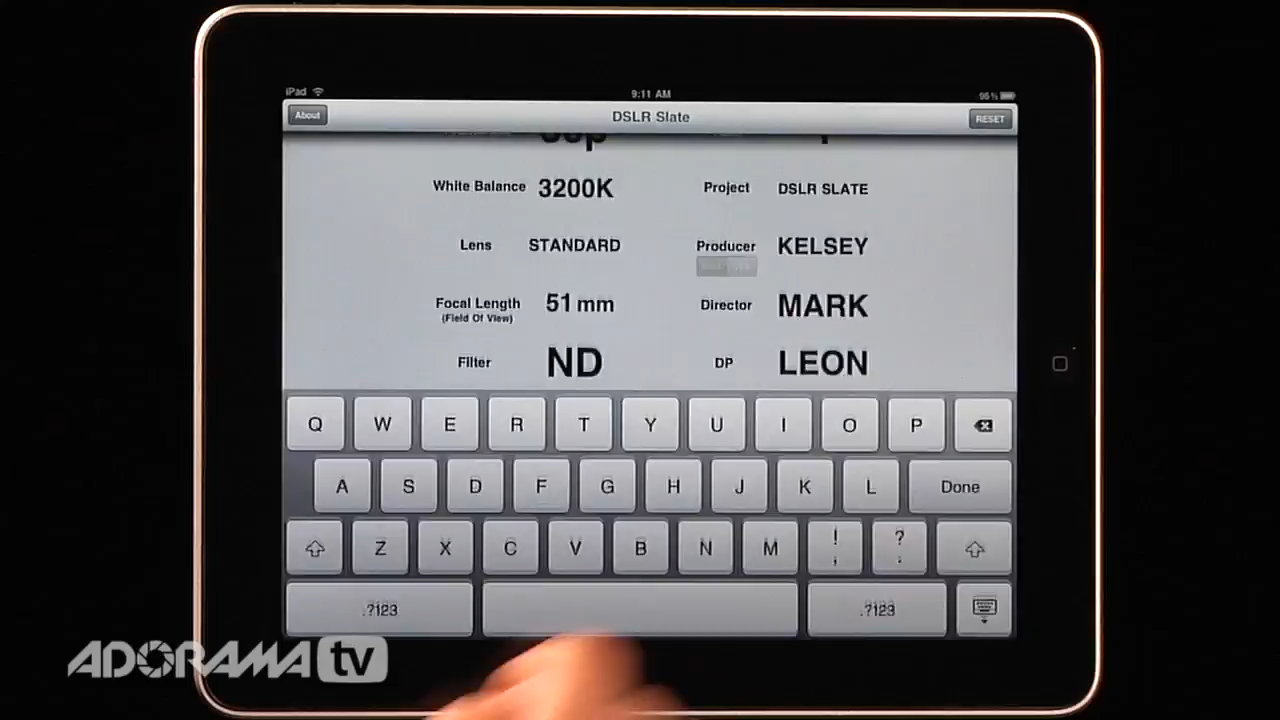 iPad 9:11 AM 95%
About DSLR Slate RESET
White Balance 3200K Project DSLR SLATE
Lens STANDARD Producer KELSEY
Focal Length 51 mm Director MARK
(Field Of View)
Filter ND DP LEON
Q W E R T Y U I O P
A S D F G H J K L Done
Z X C V B N M ! , ? .
.?123 .?123
ADORAMA tv